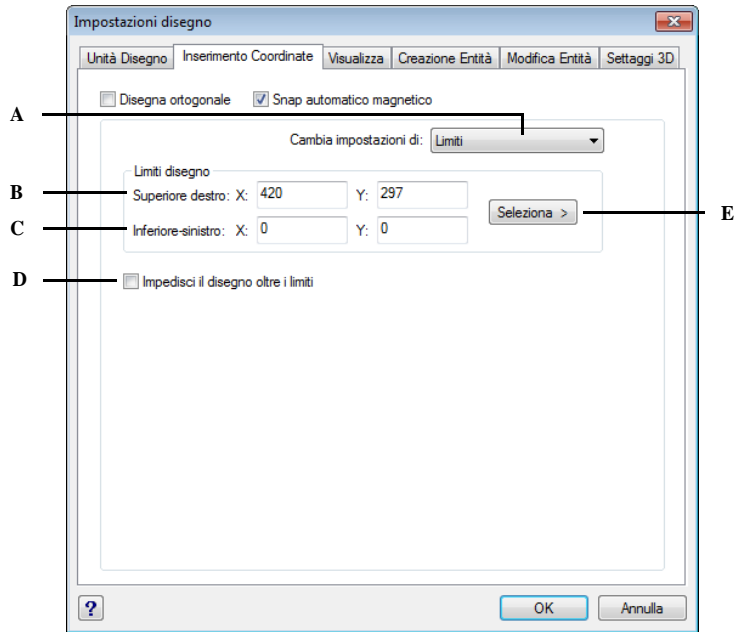 Impostazioni disegno
Unità Disegno Inserimento Coordinate Visualizza Creazione Entità Modifica Entità Settaggi 3D
Disegna ortogonale Snap automatico magnetico
A
Cambia impostazioni di: Limiti
Limiti disegno
B Superiore destro: X: 420 Y: 297
Seleziona > E
C Inferiore-sinistro: X: 0 Y: 0
D Impedisci il disegno oltre i limiti
? OK Annulla